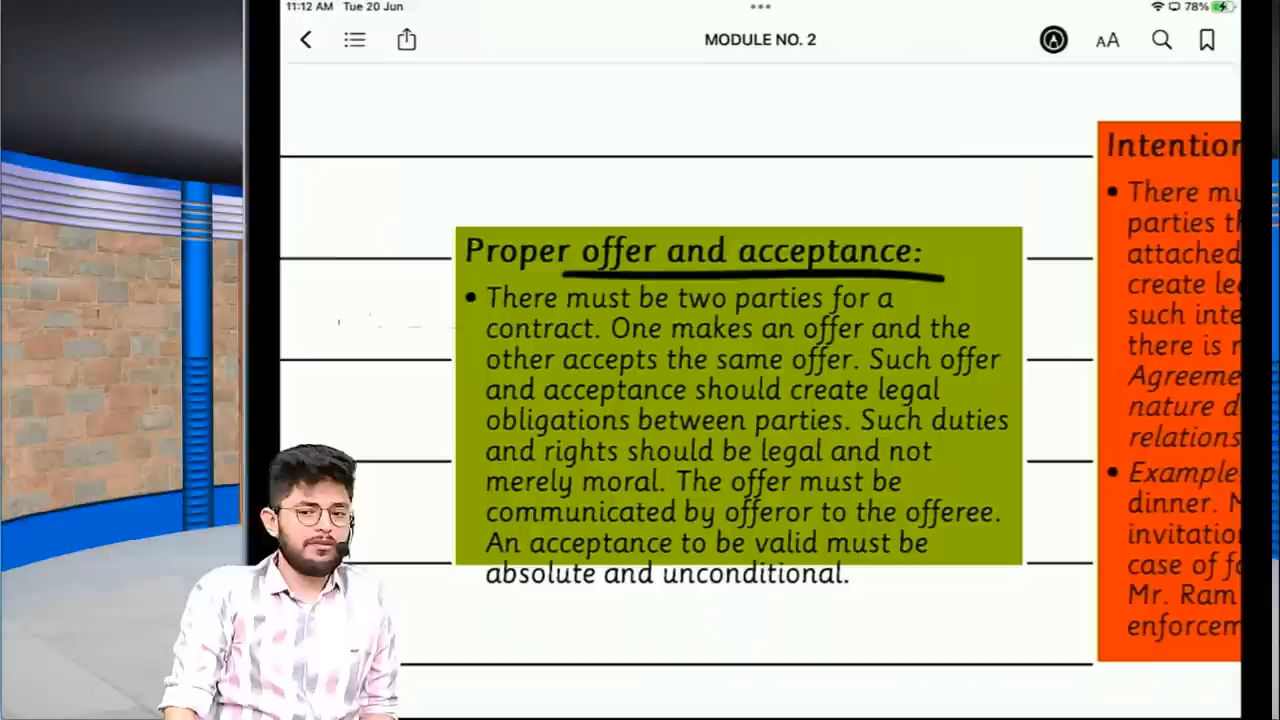 11:12 AM Tue 20 Jun
78%
MODULE NO. 2
AA
Proper offer and acceptance:
• There must be two parties for a
contract. One makes an offer and the
other accepts the same offer. Such offer
and acceptance should create legal
obligations between parties. Such duties
and rights should be legal and not
merely moral. The offer must be
communicated by offeror to the offeree.
An acceptance to be valid must be
absolute and unconditional.
Intention
• There mu
parties th
attached
create le
such inte
there is
Agreeme
nature d
relations
• Example
dinner.
invitatio
case of fo
Mr. Ram
enforcem